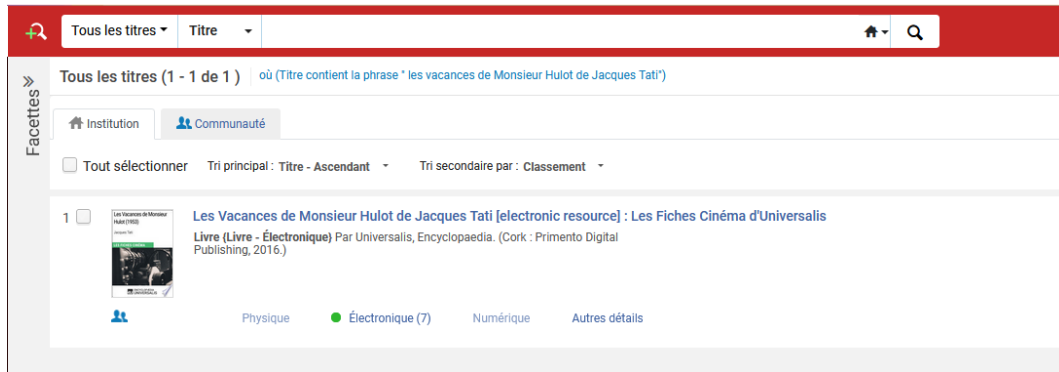 Tous les titres Titre
Tous les titres (1 - 1 de 1 ) où (Titre contient la phrase " les vacances de Monsieur Hulot de Jacques Tati")
Facettes
Institution Communauté
Tout sélectionner Tri principal : Titre - Ascendant Tri secondaire par : Classement
1
Les Vacances de Monsieur
Hulot (1953)
Jacques Tati
LES FICHES CINÉMA
UNIVERSALIS
Les Vacances de Monsieur Hulot de Jacques Tati [electronic resource] : Les Fiches Cinéma d'Universalis
Livre {Livre - Électronique} Par Universalis, Encyclopaedia. (Cork : Primento Digital
Publishing, 2016.)
Physique Électronique (7) Numérique Autres détails